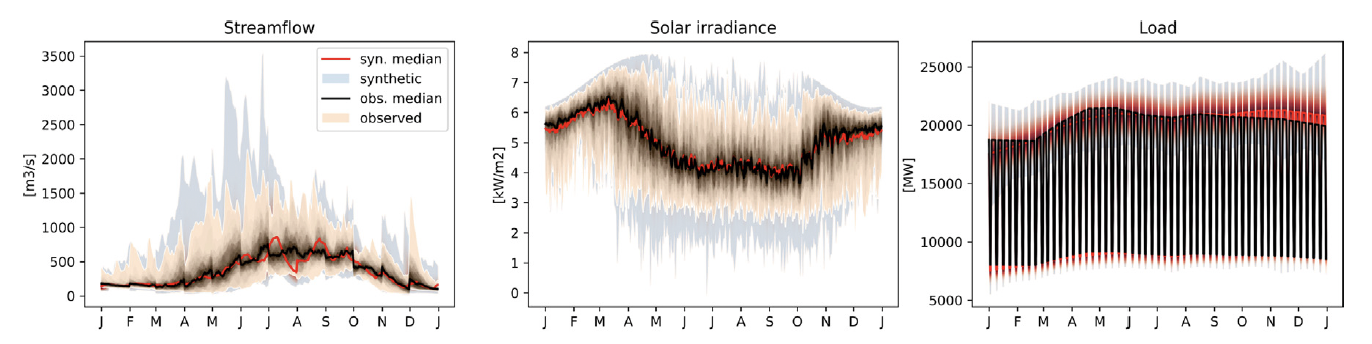 Streamflow
[m3/s]
3500
3000
2500
2000
1500
1000
500
0
syn. median
synthetic
obs. median
observed
J F M A M J J A S O N D J
Solar irradiance
[kW/m2]
8
7
6
5
4
3
2
1
0
J F M A M J J A S O N D J
Load
[MW]
25000
20000
15000
10000
5000
J F M A M J J A S O N D J